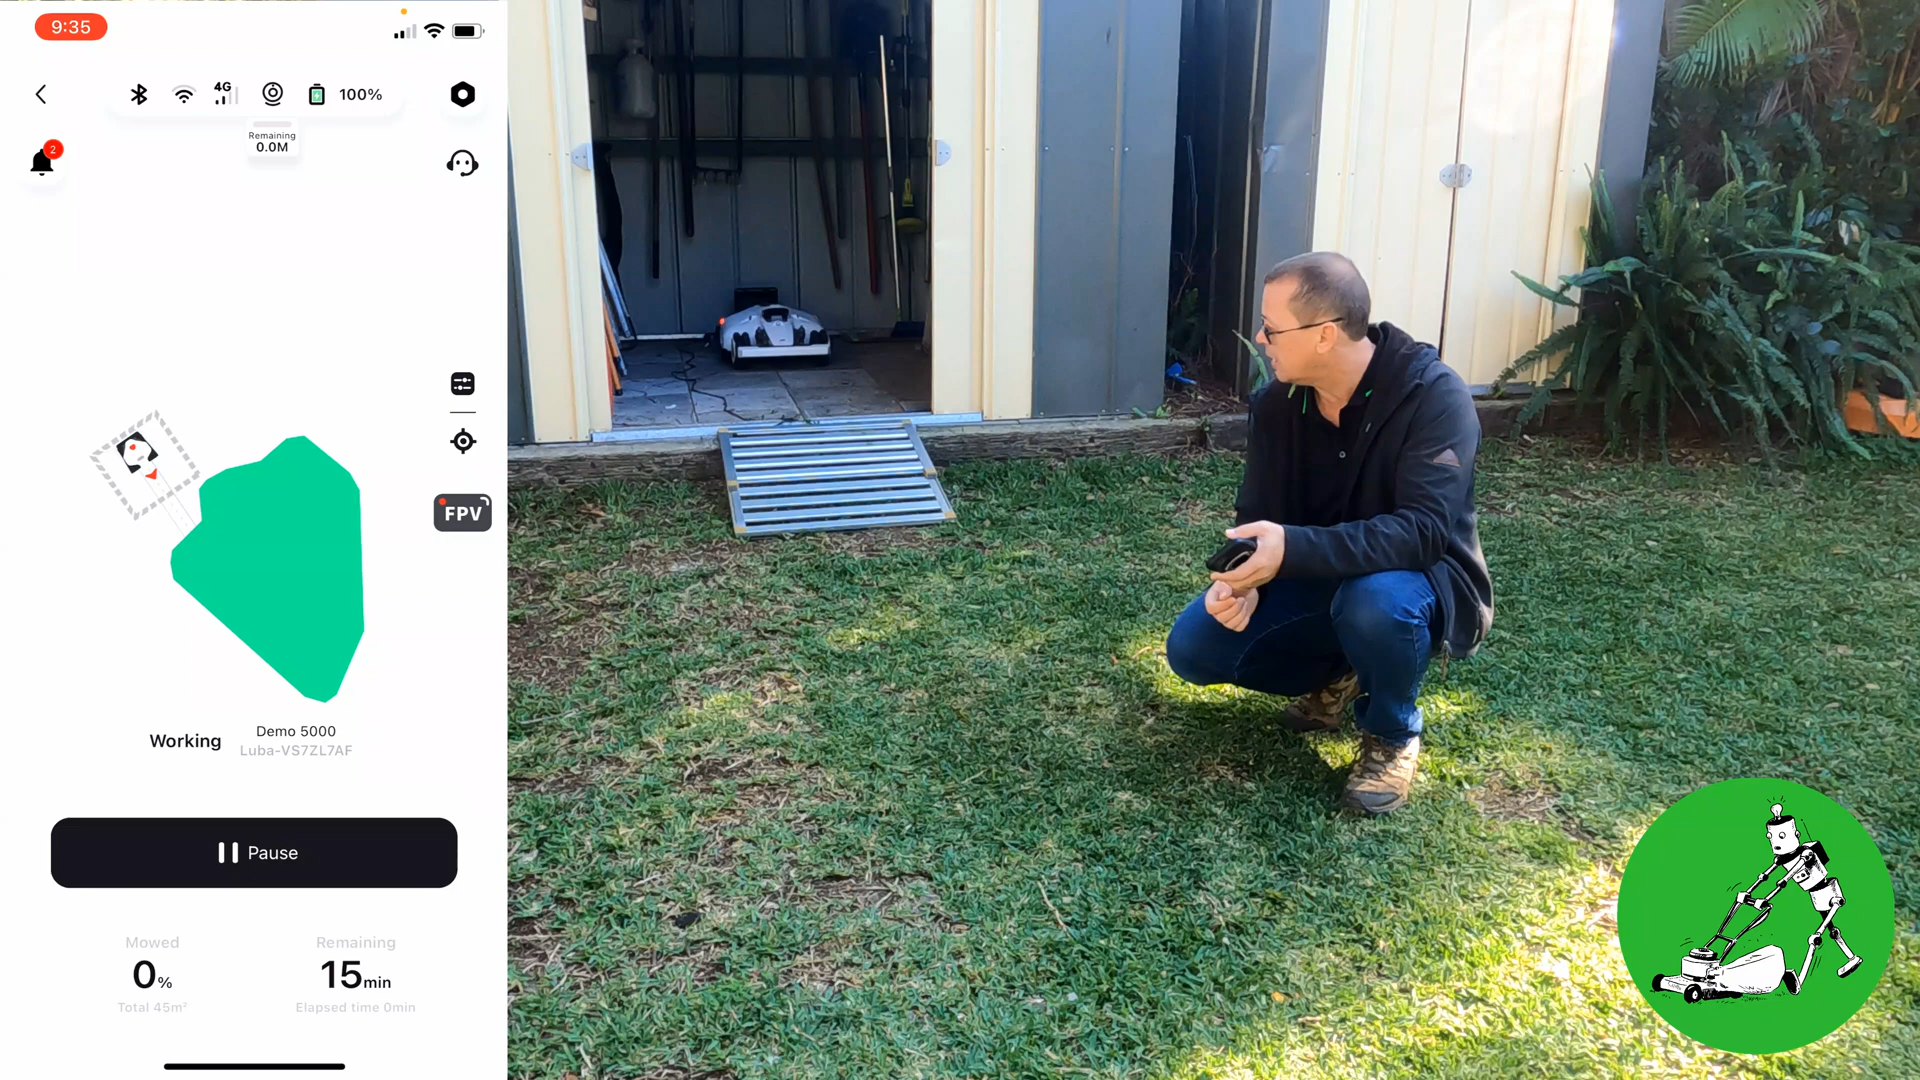 9:35
4G
100%
Remaining
0.0M
2
FPV
Working
Demo 5000
Luba-VS7ZL7AF
Pause
Mowed
Remaining
0%
15min
Total 45m²
Elapsed time 0min